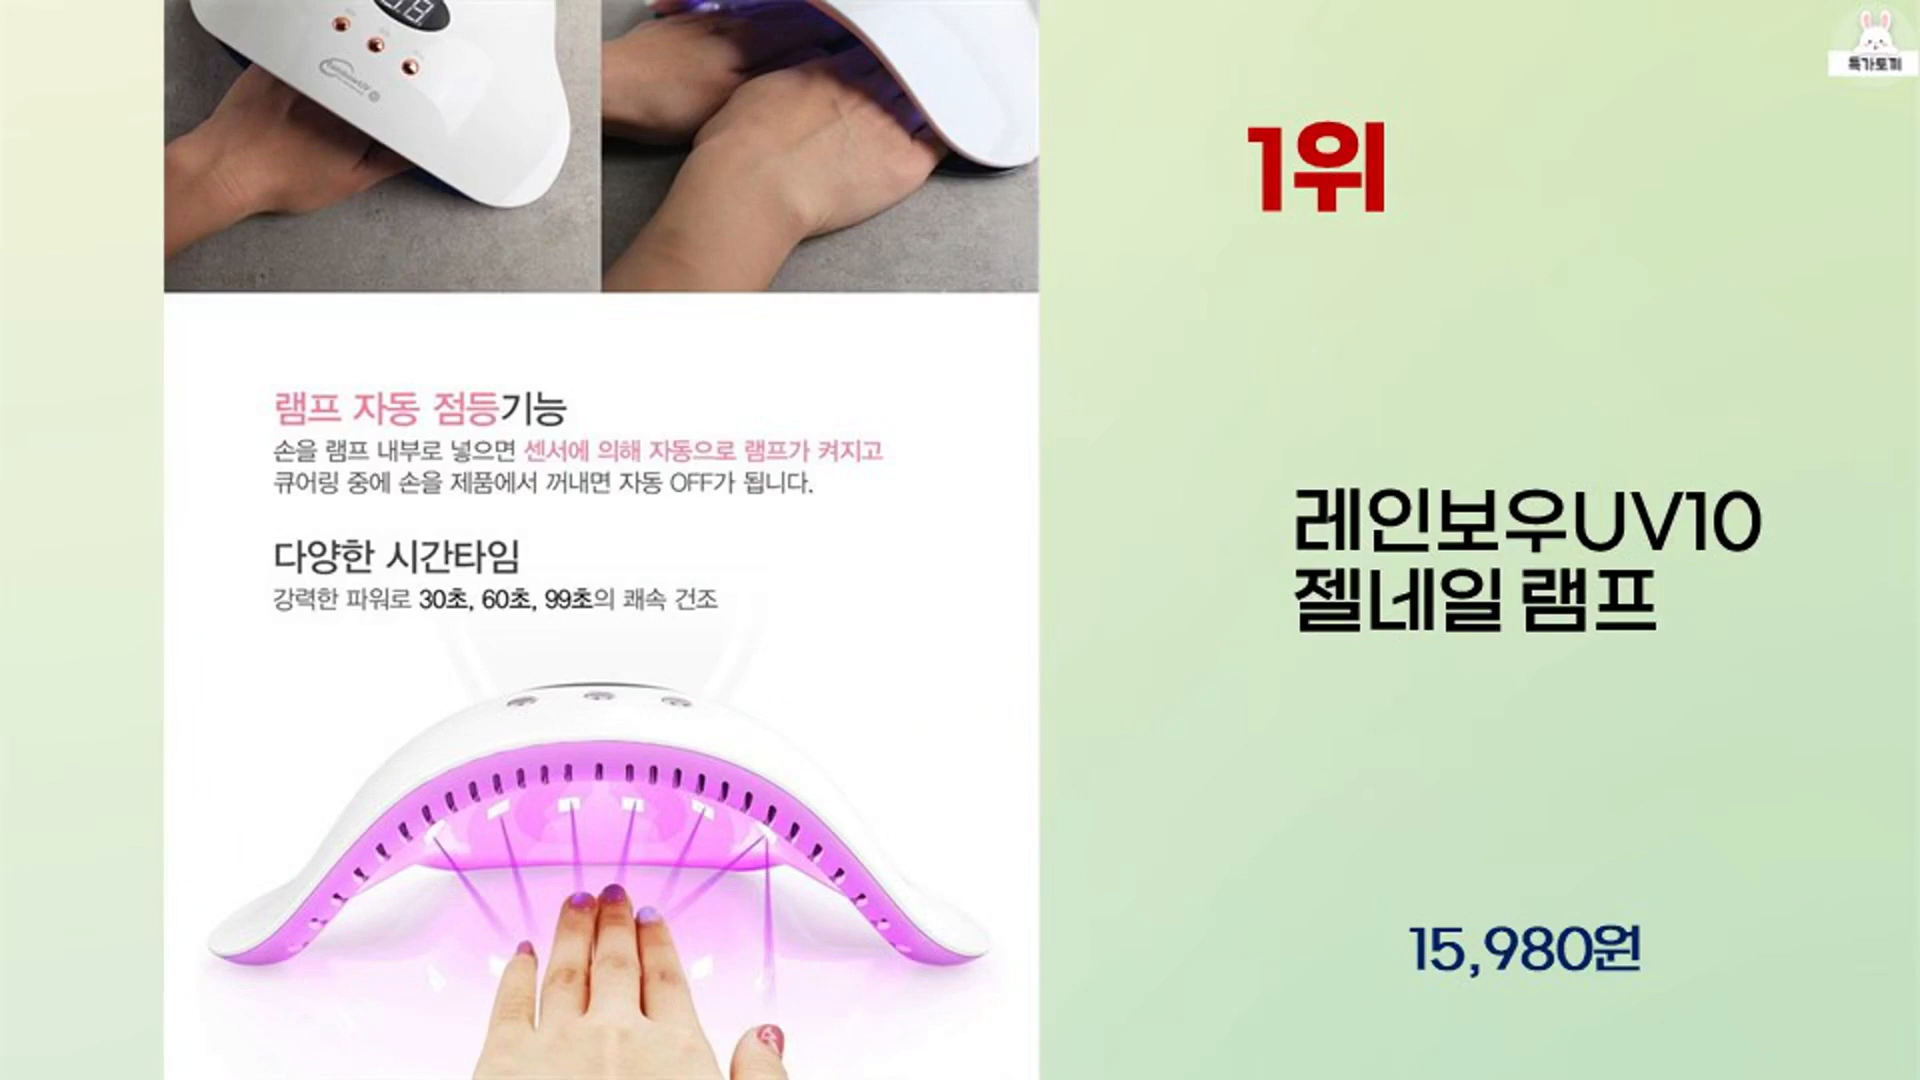 특가토끼
1위
램프 자동 점등기능
손을 램프 내부로 넣으면 센서에 의해 자동으로 램프가 켜지고
큐어링 중에 손을 제품에서 꺼내면 자동 OFF가 됩니다.
다양한 시간타임
강력한 파워로 30초, 60초, 99초의 쾌속 건조
레인보우UV10
젤네일 램프
15,980원